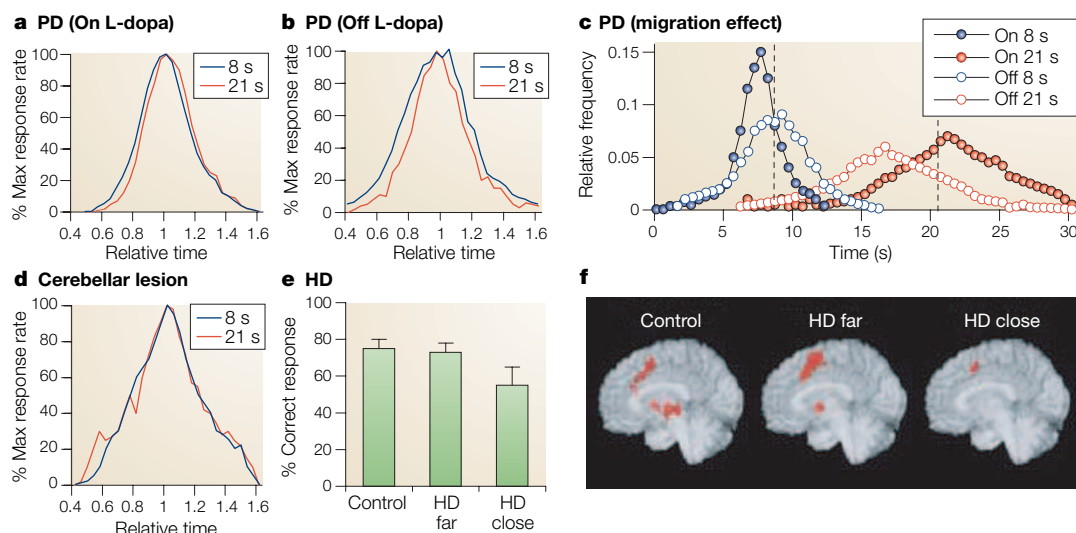 a PD (On L-dopa)
% Max response rate
100
80
60
40
20
0
8 s
21 s
0.4 0.6 0.8 1 1.2 1.4 1.6
Relative time
b PD (Off L-dopa)
% Max response rate
100
80
60
40
20
0
8 s
21 s
0.4 0.6 0.8 1 1.2 1.4 1.6
Relative time
c PD (migration effect)
Relative frequency
0.15
0.1
0.05
0
On 8 s
On 21 s
Off 8 s
Off 21 s
0 5 10 15 20 25 30
Time (s)
d Cerebellar lesion
% Max response rate
100
80
60
40
20
0
8 s
21 s
0.4 0.6 0.8 1 1.2 1.4 1.6
Relative time
e HD
% Correct response
100
80
60
40
20
0
Control
HD
far
HD
close
f
Control HD far HD close